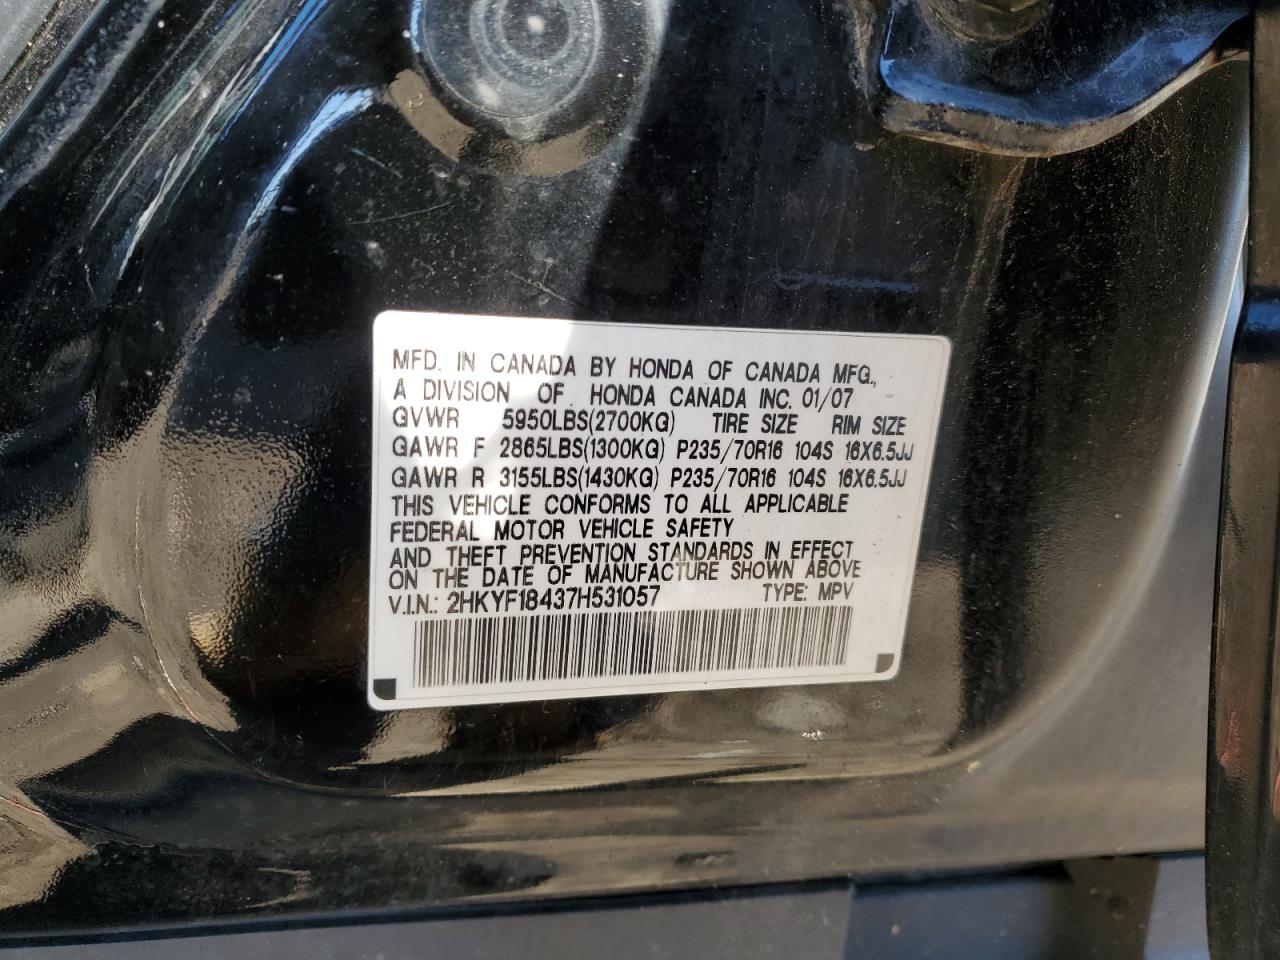 MFD. IN CANADA BY HONDA OF CANADA MFG.,
A DIVISION OF HONDA CANADA INC. 01/07
GVWR 5950LBS(2700KG) TIRE SIZE RIM SIZE
GAWR F 2865LBS(1300KG) P235/70R16 104S 16X6.5JJ
GAWR R 3155LBS(1430KG) P235/70R16 104S 16X6.5JJ
THIS VEHICLE CONFORMS TO ALL APPLICABLE
FEDERAL MOTOR VEHICLE SAFETY
AND THEFT PREVENTION STANDARDS IN EFFECT
ON THE DATE OF MANUFACTURE SHOWN ABOVE
V.I.N.: 2HKYF18437H531057 TYPE: MPV